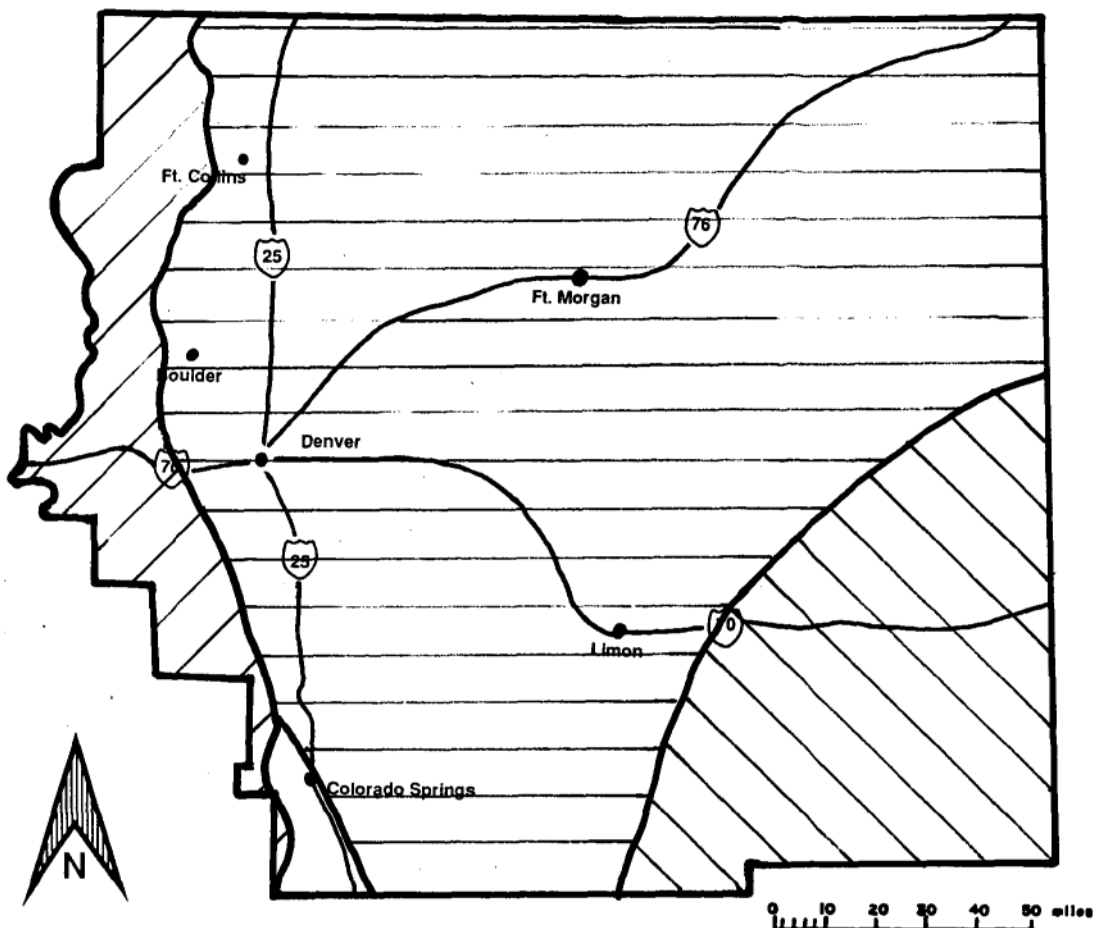 Ft. Collins
25
76
Ft. Morgan
Boulder
Denver
70
25
Limon
70
Colorado Springs
N
0 10 20 30 40 50 miles